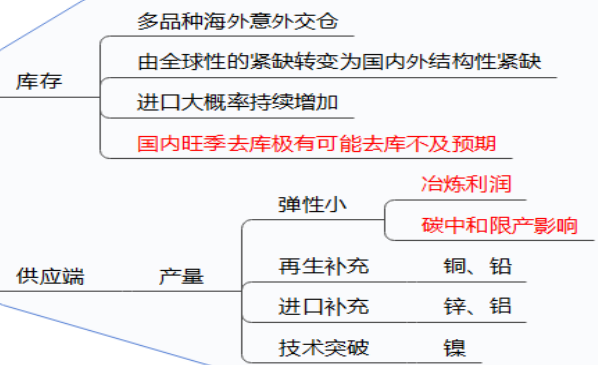 多品种海外意外交仓
由全球性的紧缺转变为国内外结构性紧缺
库存
进口大概率持续增加
国内旺季去库极有可能去库不及预期
冶炼利润
弹性小
碳中和限产影响
供应端 产量 再生补充 铜、铅
进口补充 锌、铝
技术突破 镍